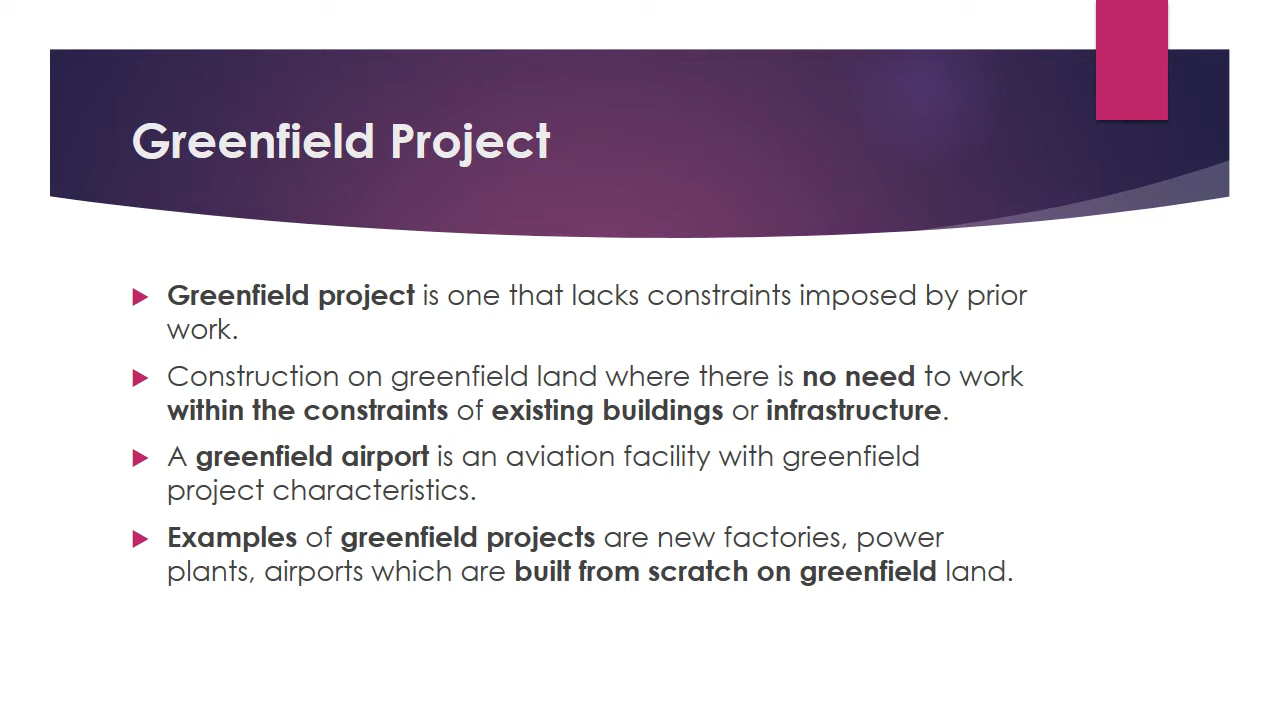 Greenfield Project
Greenfield project is one that lacks constraints imposed by prior
work.
Construction on greenfield land where there is no need to work
within the constraints of existing buildings or infrastructure.
A greenfield airport is an aviation facility with greenfield
project characteristics.
Examples of greenfield projects are new factories, power
plants, airports which are built from scratch on greenfield land.